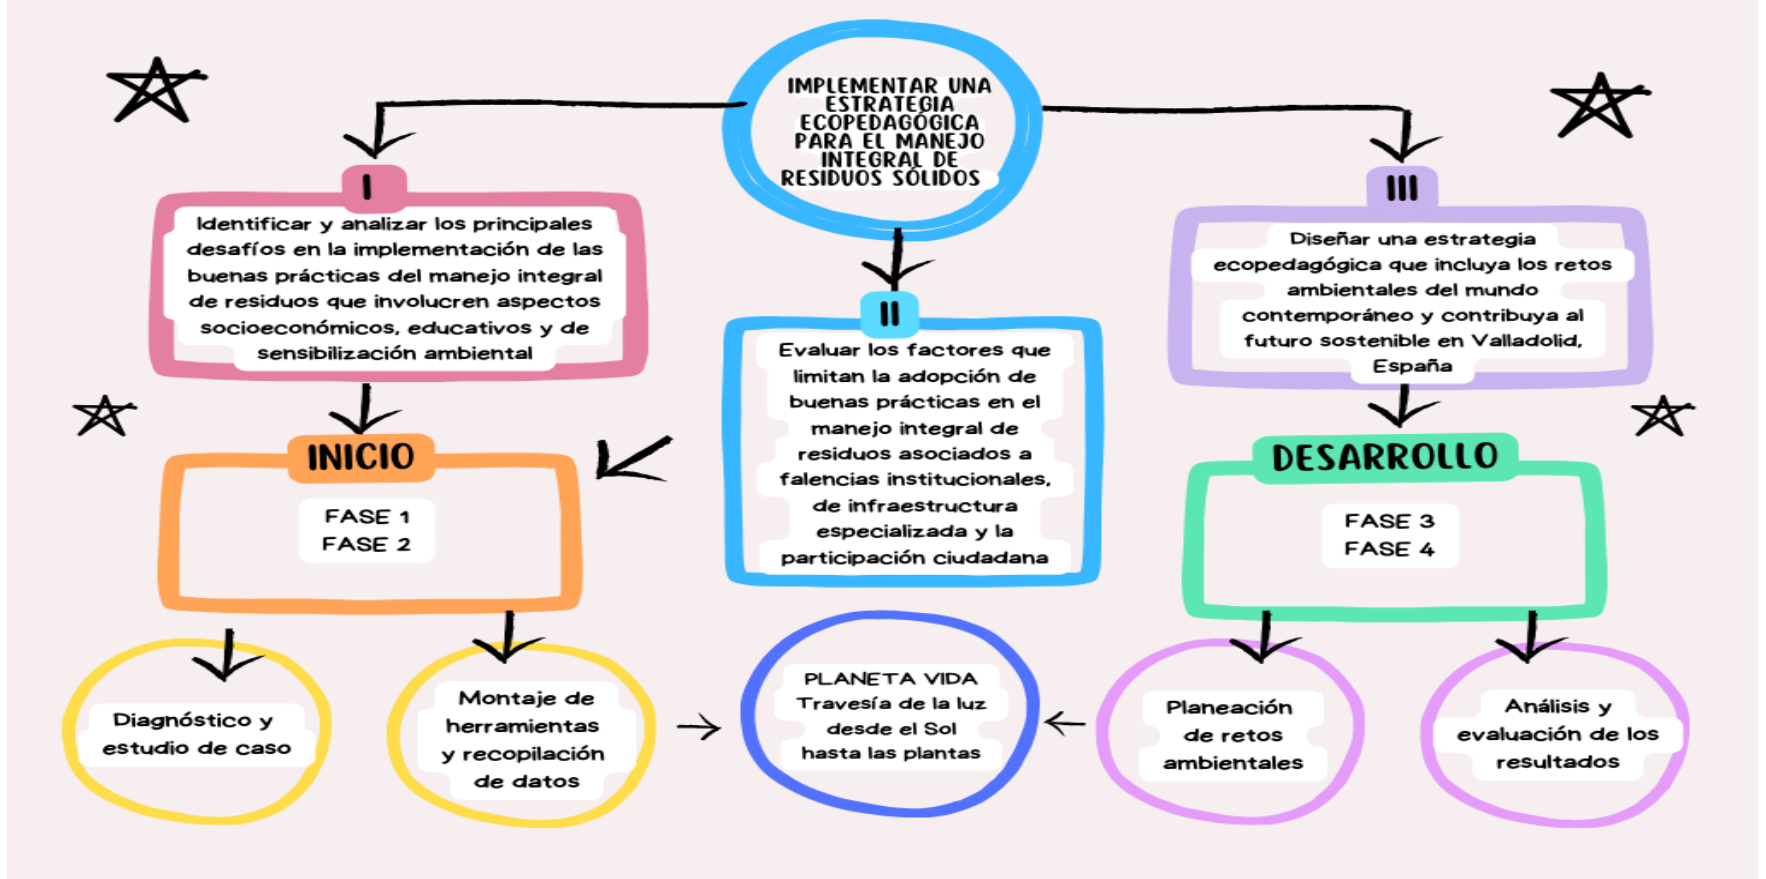 IMPLEMENTAR UNA
ESTRATEGIA
ECOPEDAGÓGICA
PARA EL MANEJO
INTEGRAL DE
RESIDUOS SÓLIDOS
I
Identificar y analizar los principales
desafíos en la implementación de las
buenas prácticas del manejo integral
de residuos que involucren aspectos
socioeconómicos, educativos y de
sensibilización ambiental
II
Evaluar los factores que
limitan la adopción de
buenas prácticas en el
manejo integral de
residuos asociados a
falencias institucionales,
de infraestructura
especializada y la
participación ciudadana
III
Diseñar una estrategia
ecopedagógica que incluya los retos
ambientales del mundo
contemporáneo y contribuya al
futuro sostenible en Valladolid,
España
INICIO
FASE 1
FASE 2
DESARROLLO
FASE 3
FASE 4
Diagnóstico y
estudio de caso
Montaje de
herramientas
y recopilación
de datos
PLANETA VIDA
Travesía de la luz
desde el Sol
hasta las plantas
Planeación
de retos
ambientales
Análisis y
evaluación de los
resultados